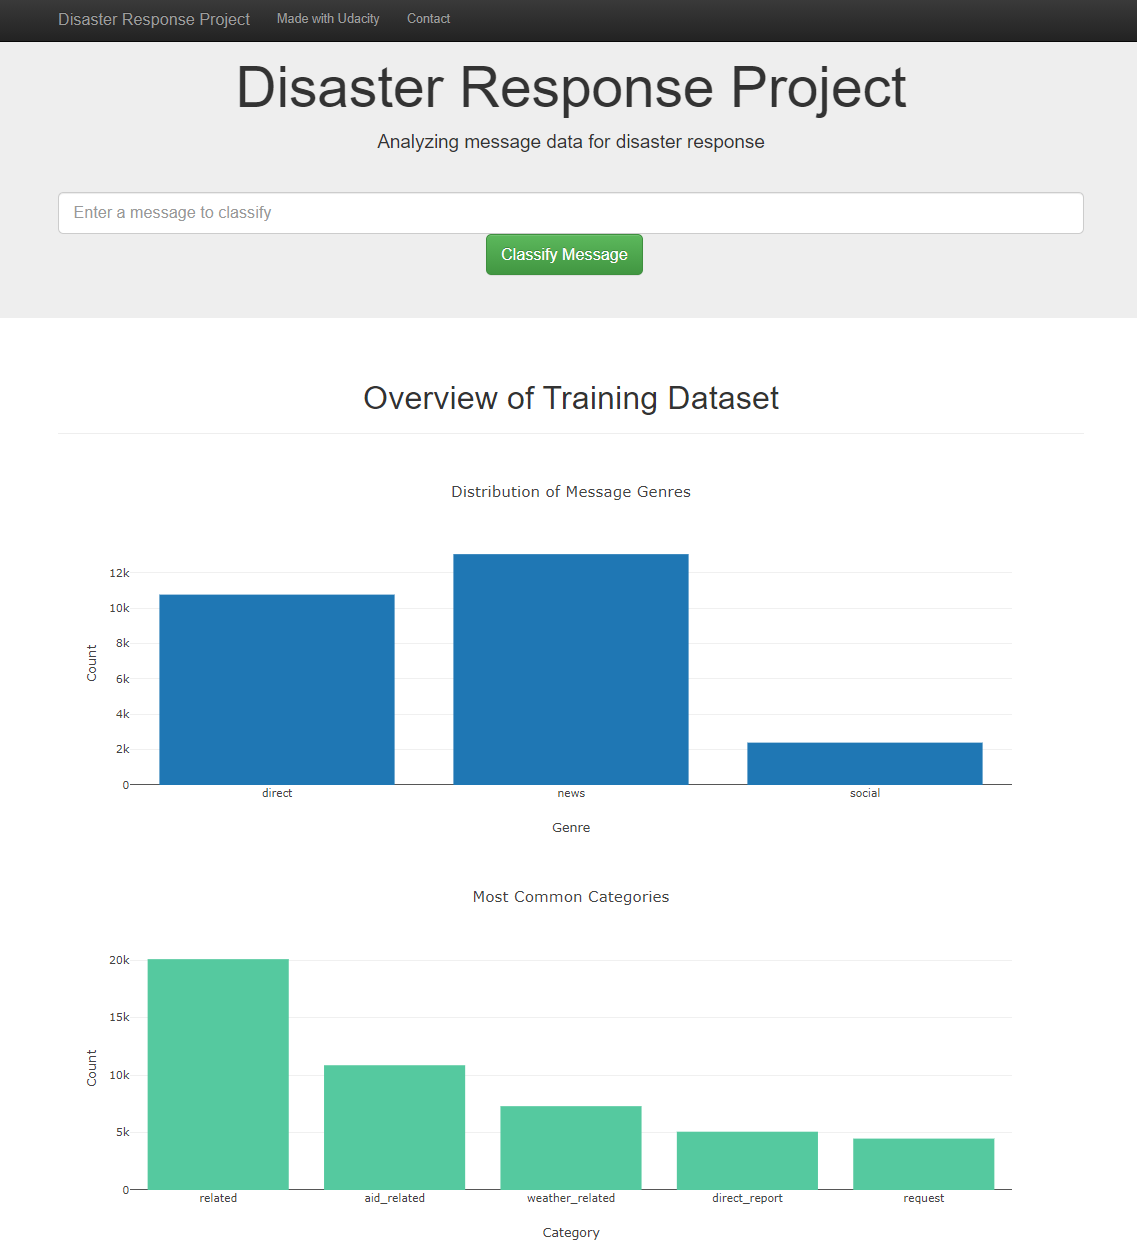 Disaster Response Project Made with Udacity Contact
Disaster Response Project
Analyzing message data for disaster response
Enter a message to classify
Classify Message
Overview of Training Dataset
Distribution of Message Genres
12k
10k
8k
6k
4k
2k
0
Count
direct news social
Genre
Most Common Categories
20k
15k
10k
5k
0
Count
related aid_related weather_related direct_report request
Category